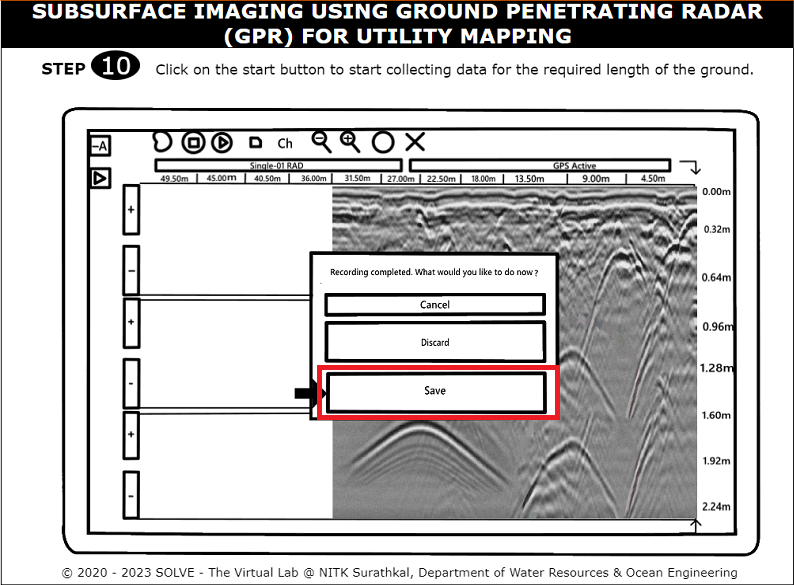 SUBSURFACE IMAGING USING GROUND PENETRATING RADAR
(GPR) FOR UTILITY MAPPING
STEP 10 Click on the start button to start collecting data for the required length of the ground.
–A
Ch
Single-01 RAD GPS Active
49.50m 45.00m 40.50m 36.00m 31.50m 27.00m 22.50m 18.00m 13.50m 9.00m 4.50m
0.00m
+
0.32m
–
0.64m
Recording completed. What would you like to do now ?
Cancel
+
0.96m
Discard
1.28m
-
Save
1.60m
+
1.92m
-
2.24m
© 2020 - 2023 SOLVE - The Virtual Lab @ NITK Surathkal, Department of Water Resources & Ocean Engineering